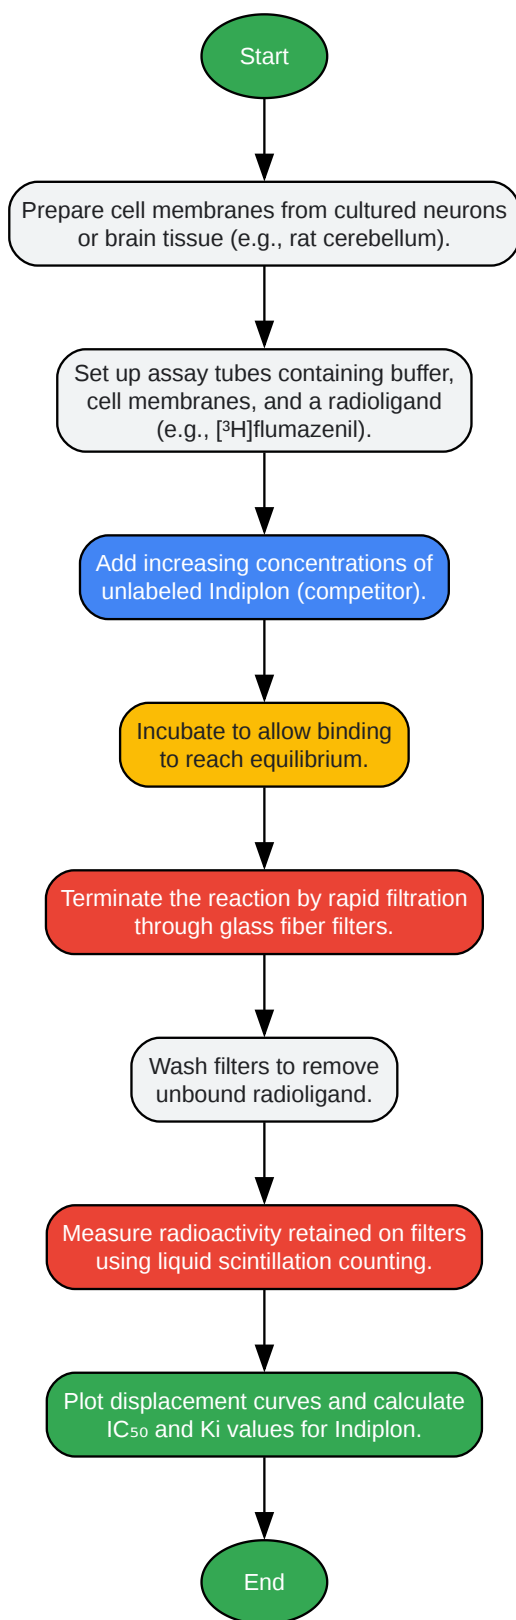 Start
Prepare cell membranes from cultured neurons
or brain tissue (e.g., rat cerebellum).
Set up assay tubes containing buffer,
cell membranes, and a radioligand
(e.g., [³H]flumazenil).
Add increasing concentrations of
unlabeled Indiplon (competitor).
Incubate to allow binding
to reach equilibrium.
Terminate the reaction by rapid filtration
through glass fiber filters.
Wash filters to remove
unbound radioligand.
Measure radioactivity retained on filters
using liquid scintillation counting.
Plot displacement curves and calculate
IC₅₀ and Ki values for Indiplon.
End